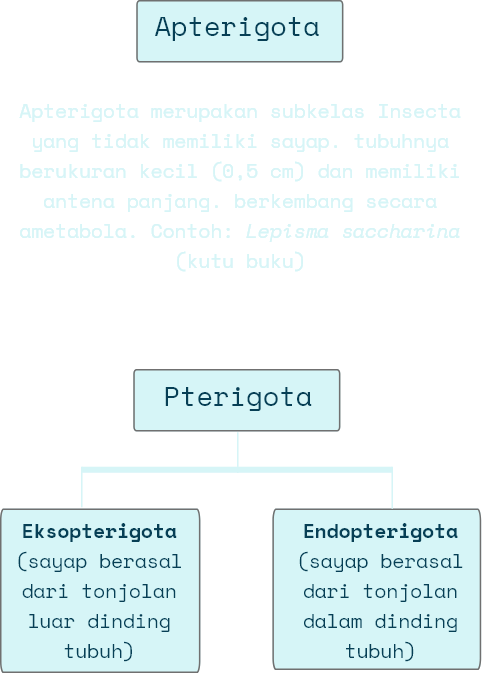 Apterigota
Apterigota merupakan subkelas Insecta
yang tidak memiliki sayap. tubuhnya
berukuran kecil (0,5 cm) dan memiliki
antena panjang. berkembang secara
ametabola. Contoh: Lepisma saccharina
(kutu buku)
Pterigota
Eksopterigota
(sayap berasal
dari tonjolan
luar dinding
tubuh)
Endopterigota
(sayap berasal
dari tonjolan
dalam dinding
tubuh)